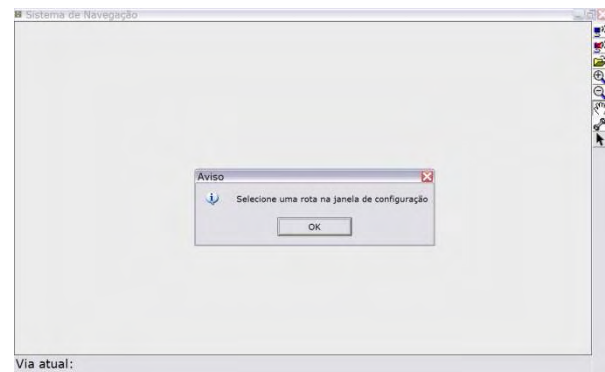 Sistema de Navegação
Aviso
Selecione uma rota na janela de configuração
OK
Via atual: